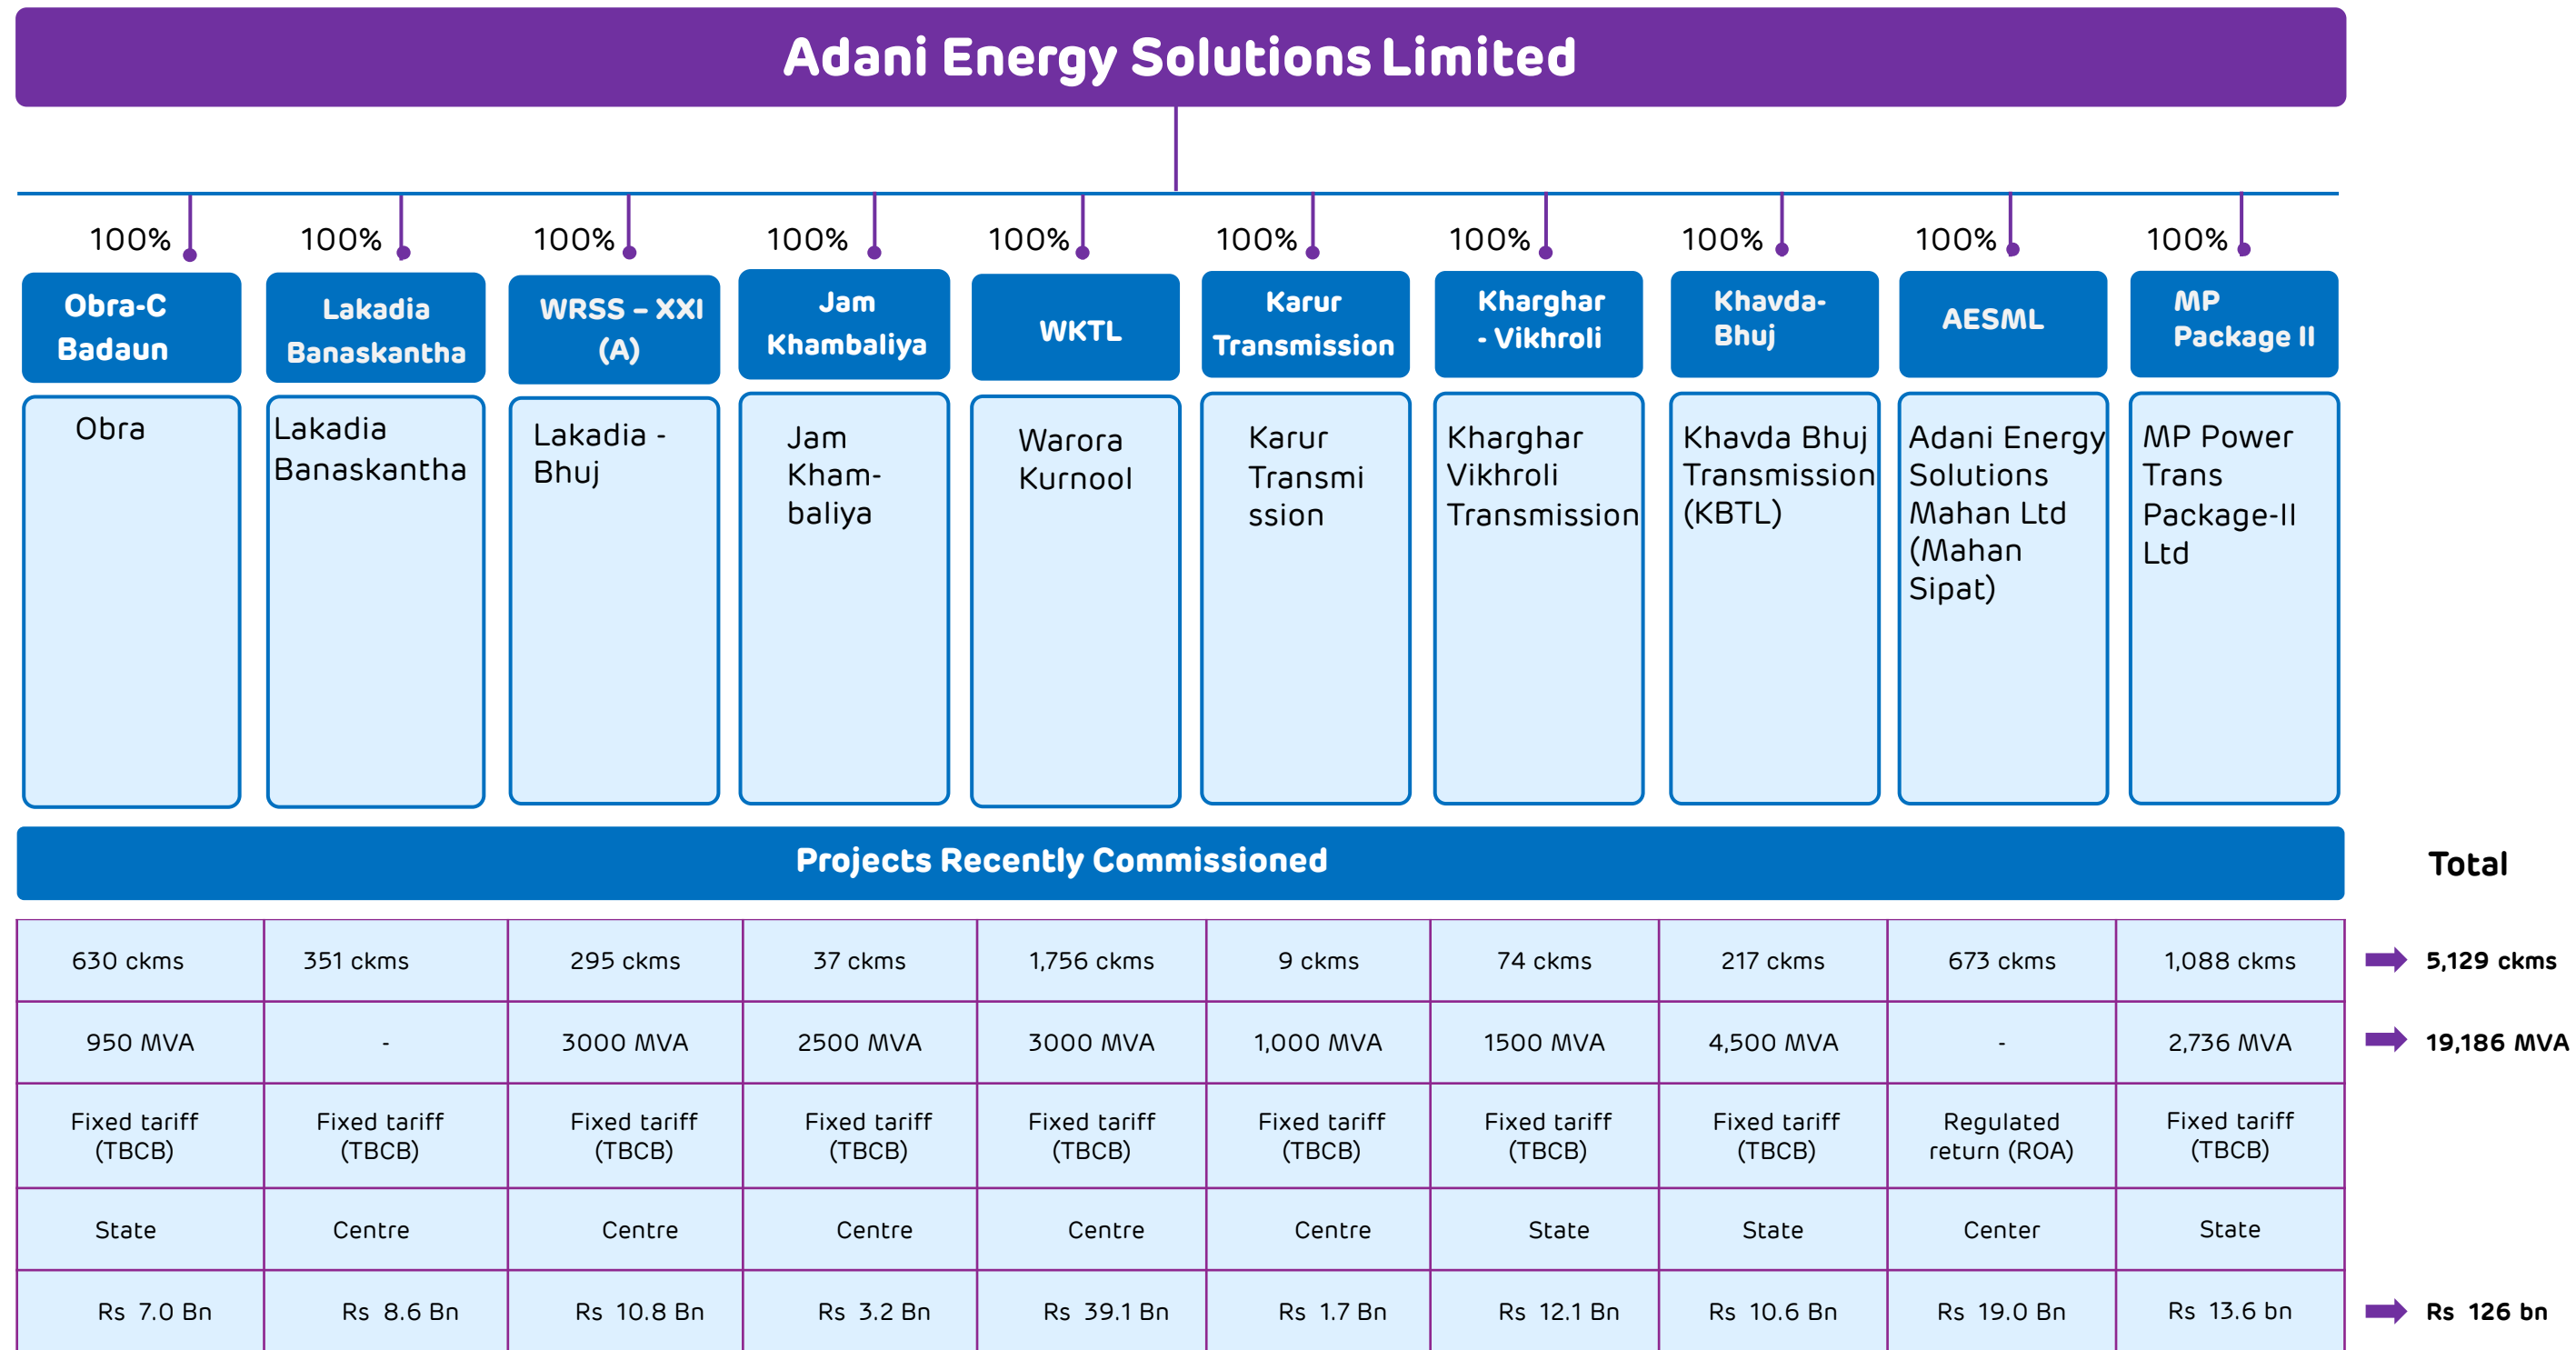 Adani Energy Solutions Limited
100% 100% 100% 100% 100% 100% 100% 100% 100% 100%
Obra-C
Badaun
Lakadia
Banaskantha
WRSS – XXI
(A)
Jam
Khambaliya
WKTL
Karur
Transmission
Kharghar
- Vikhroli
Khavda-
Bhuj
AESML
MP
Package II
Obra
Lakadia
Banaskantha
Lakadia -
Bhuj
Jam
Kham-
baliya
Warora
Kurnool
Karur
Transmi
ssion
Kharghar
Vikhroli
Transmission
Khavda Bhuj
Transmission
(KBTL)
Adani Energy
Solutions
Mahan Ltd
(Mahan
Sipat)
MP Power
Trans
Package-II
Ltd
Projects Recently Commissioned
Total
630 ckms 351 ckms 295 ckms 37 ckms 1,756 ckms 9 ckms 74 ckms 217 ckms 673 ckms 1,088 ckms 5,129 ckms
950 MVA - 3000 MVA 2500 MVA 3000 MVA 1,000 MVA 1500 MVA 4,500 MVA - 2,736 MVA 19,186 MVA
Fixed tariff
(TBCB)
Fixed tariff
(TBCB)
Fixed tariff
(TBCB)
Fixed tariff
(TBCB)
Fixed tariff
(TBCB)
Fixed tariff
(TBCB)
Fixed tariff
(TBCB)
Fixed tariff
(TBCB)
Regulated
return (ROA)
Fixed tariff
(TBCB)
State Centre Centre Centre Centre Centre State State Center State
Rs 7.0 Bn Rs 8.6 Bn Rs 10.8 Bn Rs 3.2 Bn Rs 39.1 Bn Rs 1.7 Bn Rs 12.1 Bn Rs 10.6 Bn Rs 19.0 Bn Rs 13.6 bn Rs 126 bn